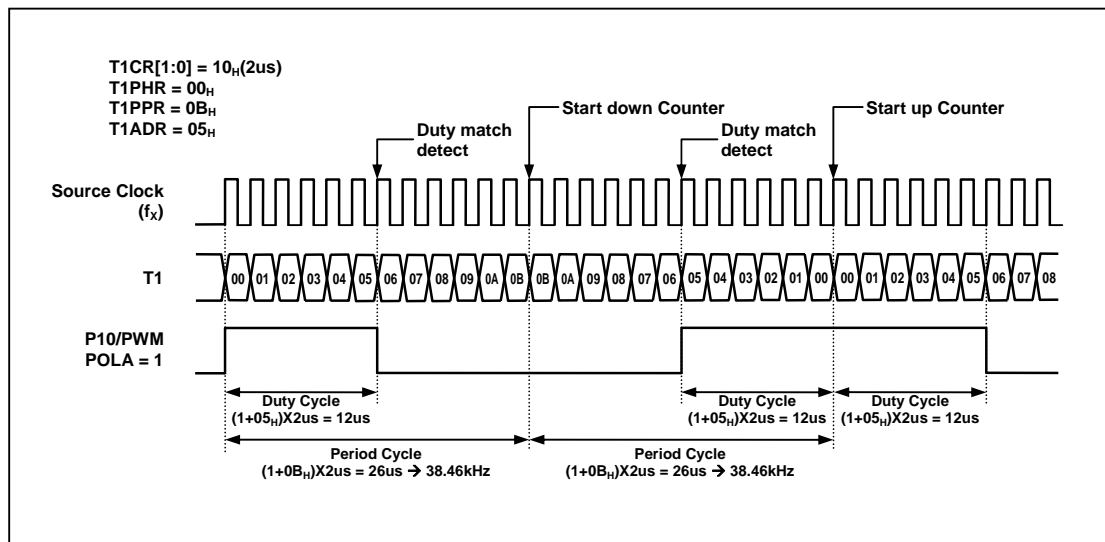 T1CR[1:0] = 10H(2us)
T1PHR = 00H
T1PPR = 0BH
T1ADR = 05H
Duty match
detect
Start down Counter
Duty match
detect
Start up Counter
Source Clock
(fX)
T1
00 01 02 03 04 05 06 07 08 09 0A 0B 0B 0A 09 08 07 06 05 04 03 02 01 00 00 01 02 03 04 05 06 07 08
P10/PWM
POLA = 1
Duty Cycle
(1+05H)X2us = 12us
Duty Cycle
(1+05H)X2us = 12us
Duty Cycle
(1+05H)X2us = 12us
Period Cycle
(1+0BH)X2us = 26us → 38.46kHz
Period Cycle
(1+0BH)X2us = 26us → 38.46kHz